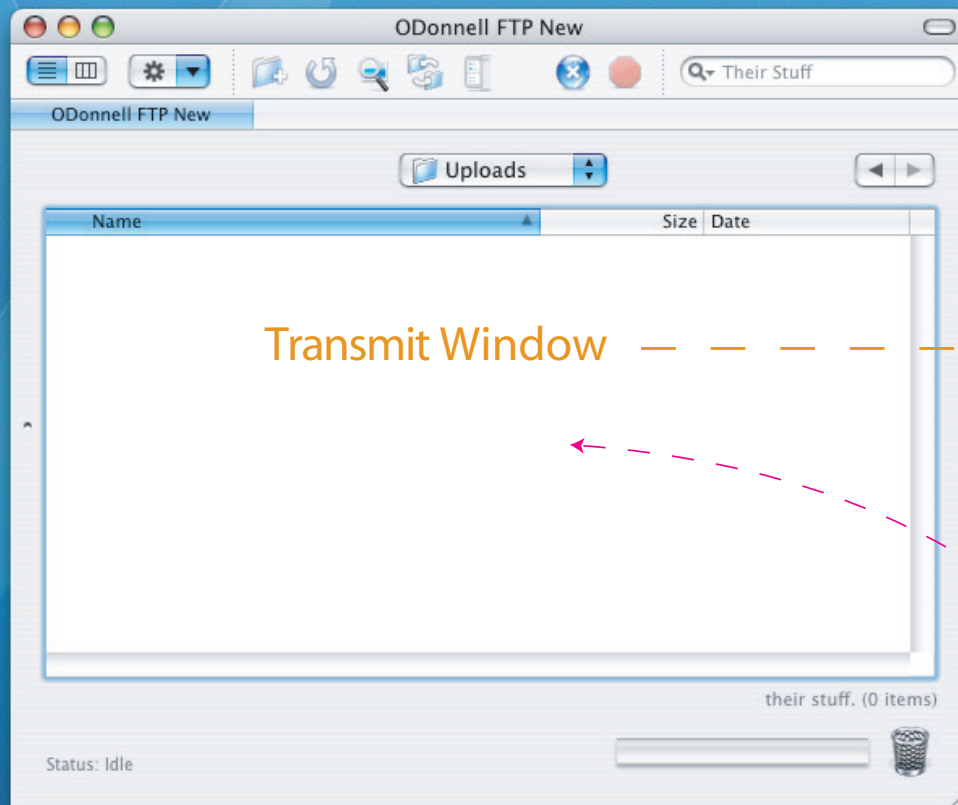 ODonnell FTP New
Their Stuff
ODonnell FTP New
Uploads
Name Size Date
Transmit Window
their stuff. (0 items)
Status: Idle